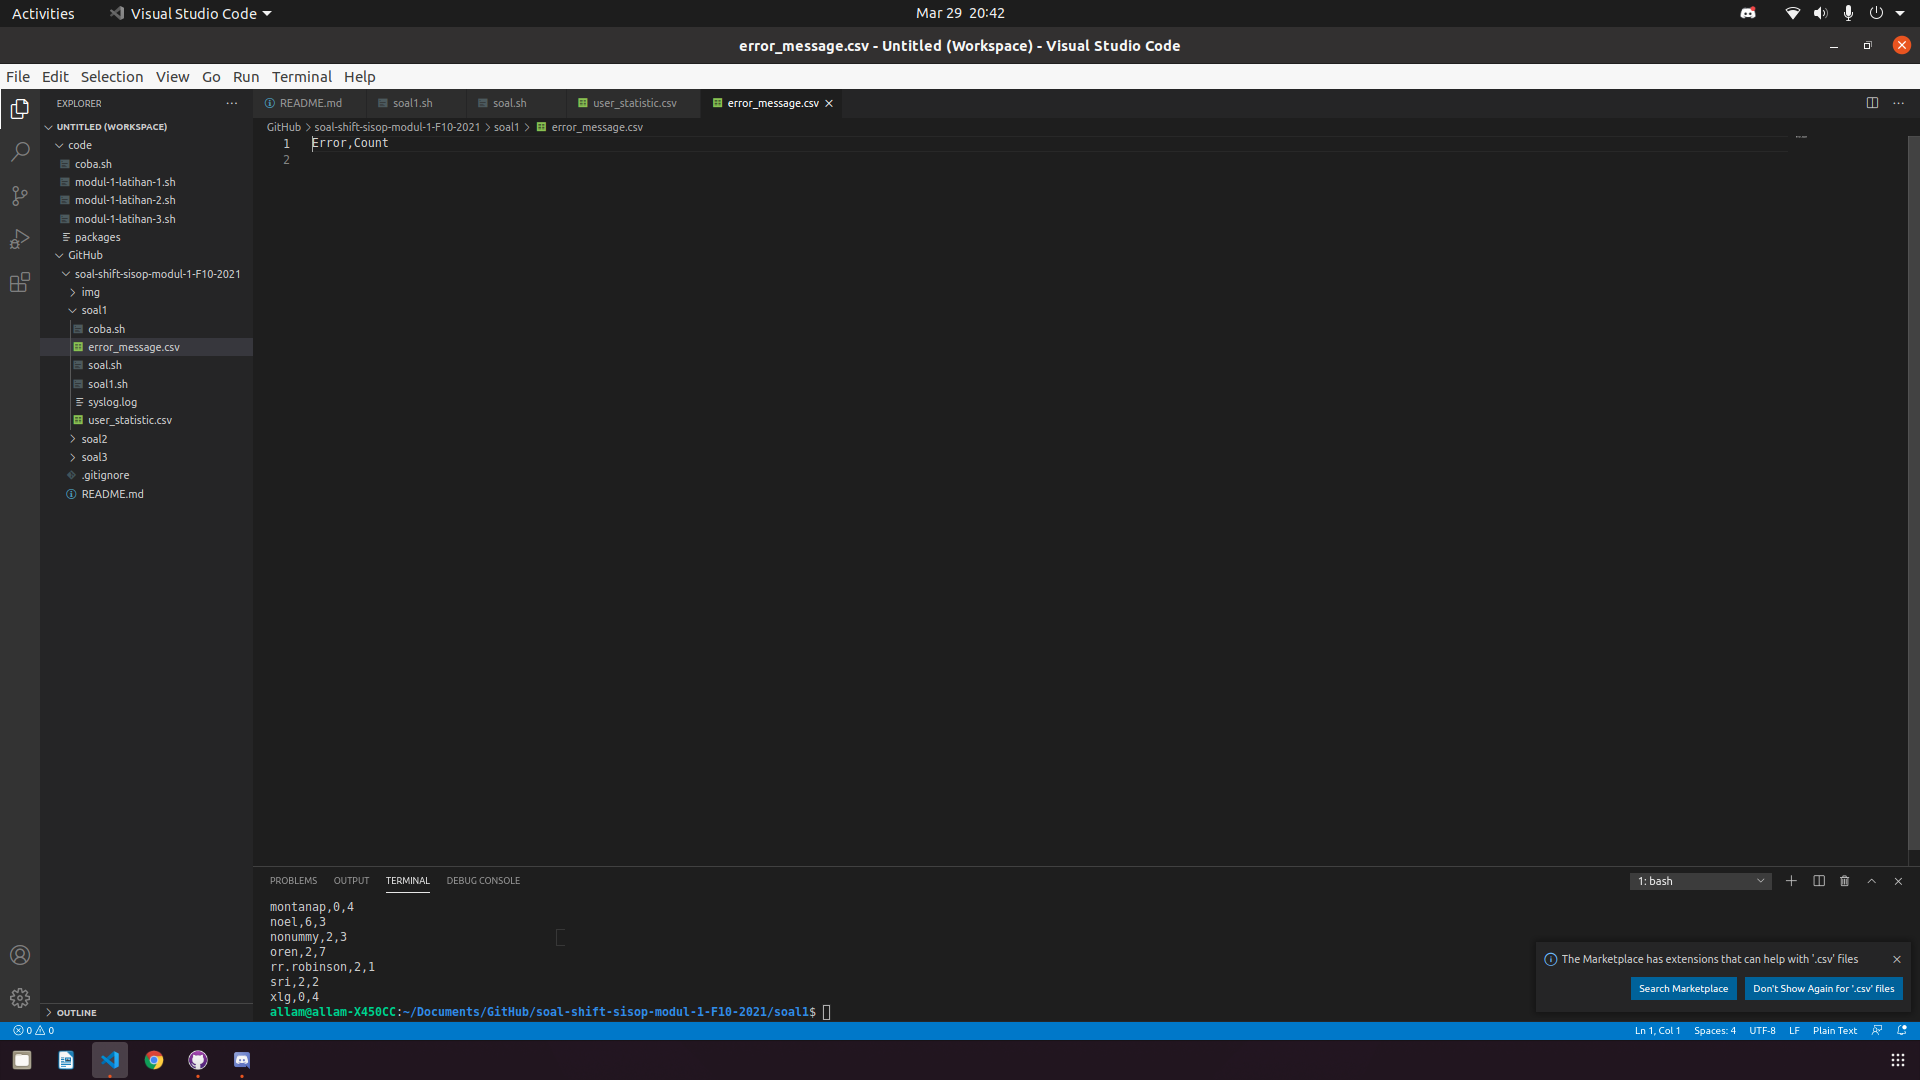 Activities
Visual Studio Code
Mar 29 20:42
error_message.csv - Untitled (Workspace) - Visual Studio Code
File Edit Selection View Go Run Terminal Help
EXPLORER
README.md
soal1.sh
soal.sh
user_statistic.csv
error_message.csv
UNTITLED (WORKSPACE)
code
coba.sh
modul-1-latihan-1.sh
modul-1-latihan-2.sh
modul-1-latihan-3.sh
packages
GitHub
soal-shift-sisop-modul-1-F10-2021
img
soal1
coba.sh
error_message.csv
soal.sh
soal1.sh
syslog.log
user_statistic.csv
soal2
soal3
.gitignore
README.md
OUTLINE
GitHub > soal-shift-sisop-modul-1-F10-2021 > soal1 > error_message.csv
1 Error,Count
2
PROBLEMS OUTPUT TERMINAL DEBUG CONSOLE
1: bash
montanap,0,4
noel,6,3
nonummy,2,3
oren,2,7
rr.robinson,2,1
sri,2,2
xlg,0,4
allam@allam-X450CC:~/Documents/GitHub/soal-shift-sisop-modul-1-F10-2021/soal1$
The Marketplace has extensions that can help with '.csv' files
Search Marketplace
Don't Show Again for '.csv' files
0 0
Ln 1, Col 1
Spaces: 4
UTF-8
LF
Plain Text